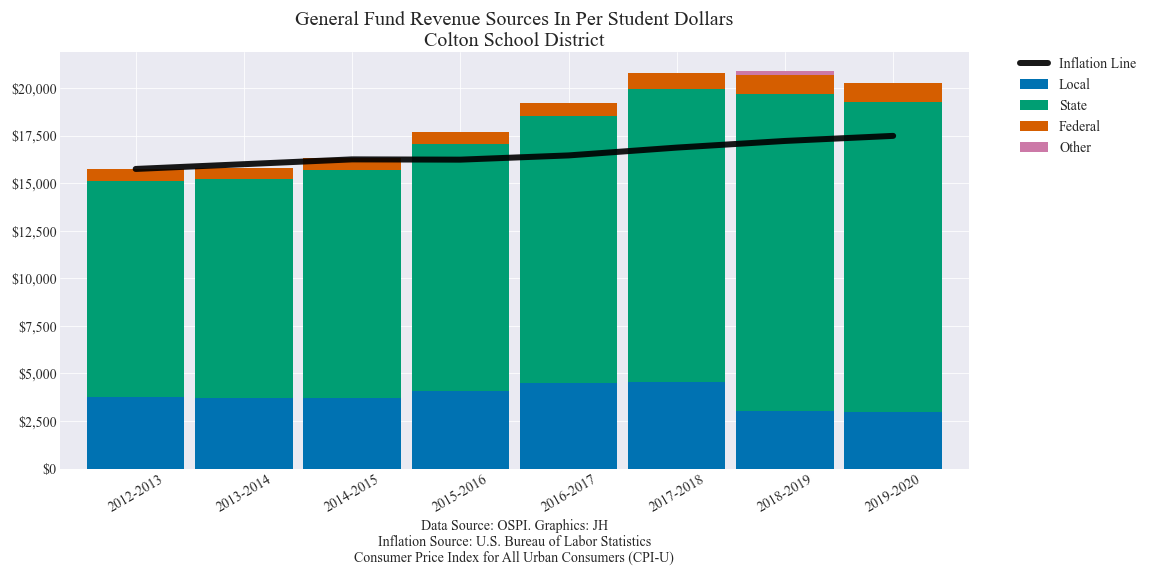 General Fund Revenue Sources In Per Student Dollars
Colton School District
Inflation Line
Local
State
Federal
Other
$20,000
$17,500
$15,000
$12,500
$10,000
$7,500
$5,000
$2,500
$0
2012-2013
2013-2014
2014-2015
2015-2016
2016-2017
2017-2018
2018-2019
2019-2020
Data Source: OSPI. Graphics: JH
Inflation Source: U.S. Bureau of Labor Statistics
Consumer Price Index for All Urban Consumers (CPI-U)